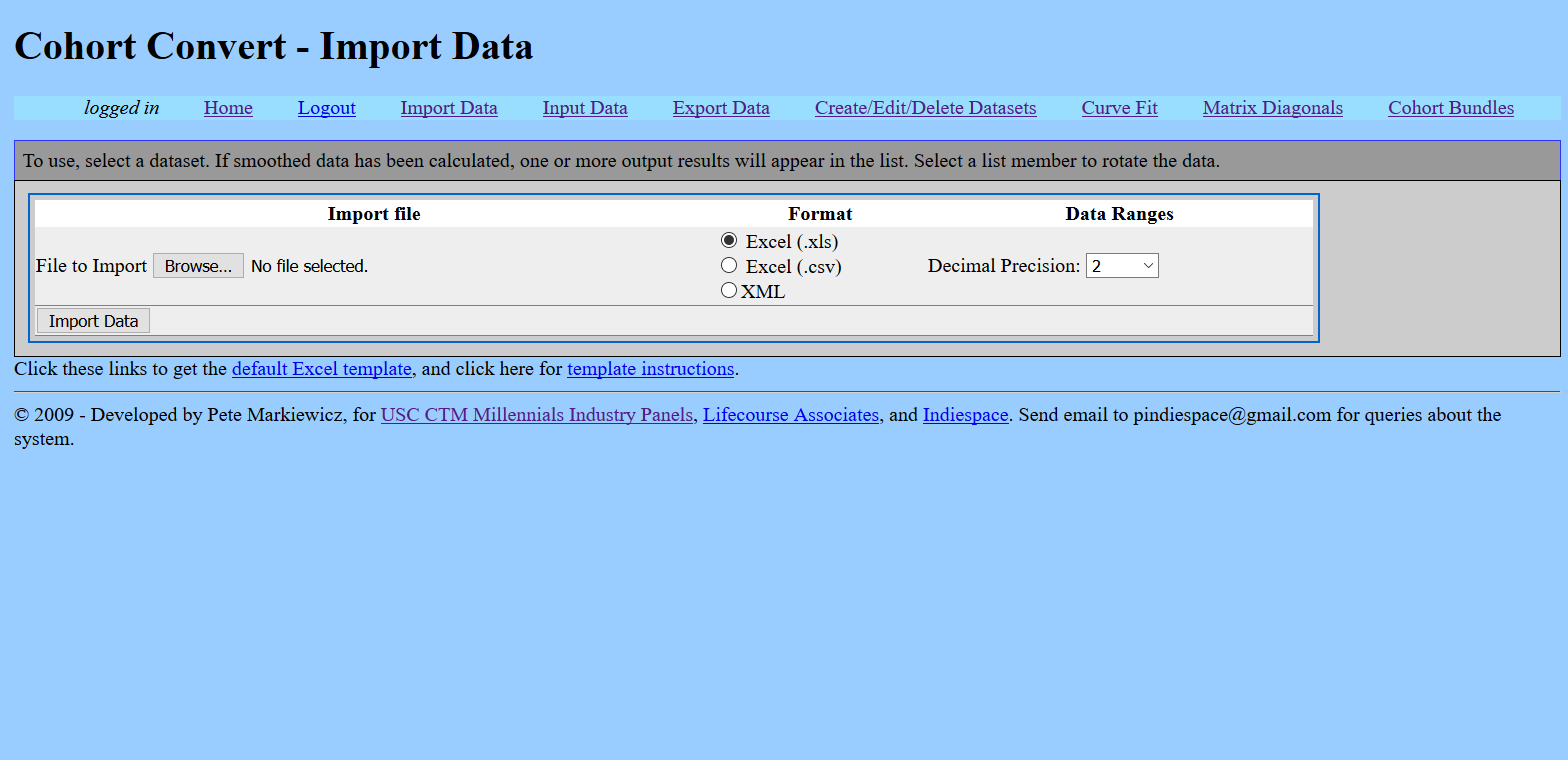 Cohort Convert - Import Data
logged in Home Logout Import Data Input Data Export Data Create/Edit/Delete Datasets Curve Fit Matrix Diagonals Cohort Bundles
To use, select a dataset. If smoothed data has been calculated, one or more output results will appear in the list. Select a list member to rotate the data.
Import file Format Data Ranges
File to Import Browse... No file selected.
Excel (.xls)
Excel (.csv)
XML
Decimal Precision: 2
Import Data
Click these links to get the default Excel template, and click here for template instructions.
© 2009 - Developed by Pete Markiewicz, for USC CTM Millennials Industry Panels, Lifecourse Associates, and Indiespace. Send email to pindiespace@gmail.com for queries about the
system.